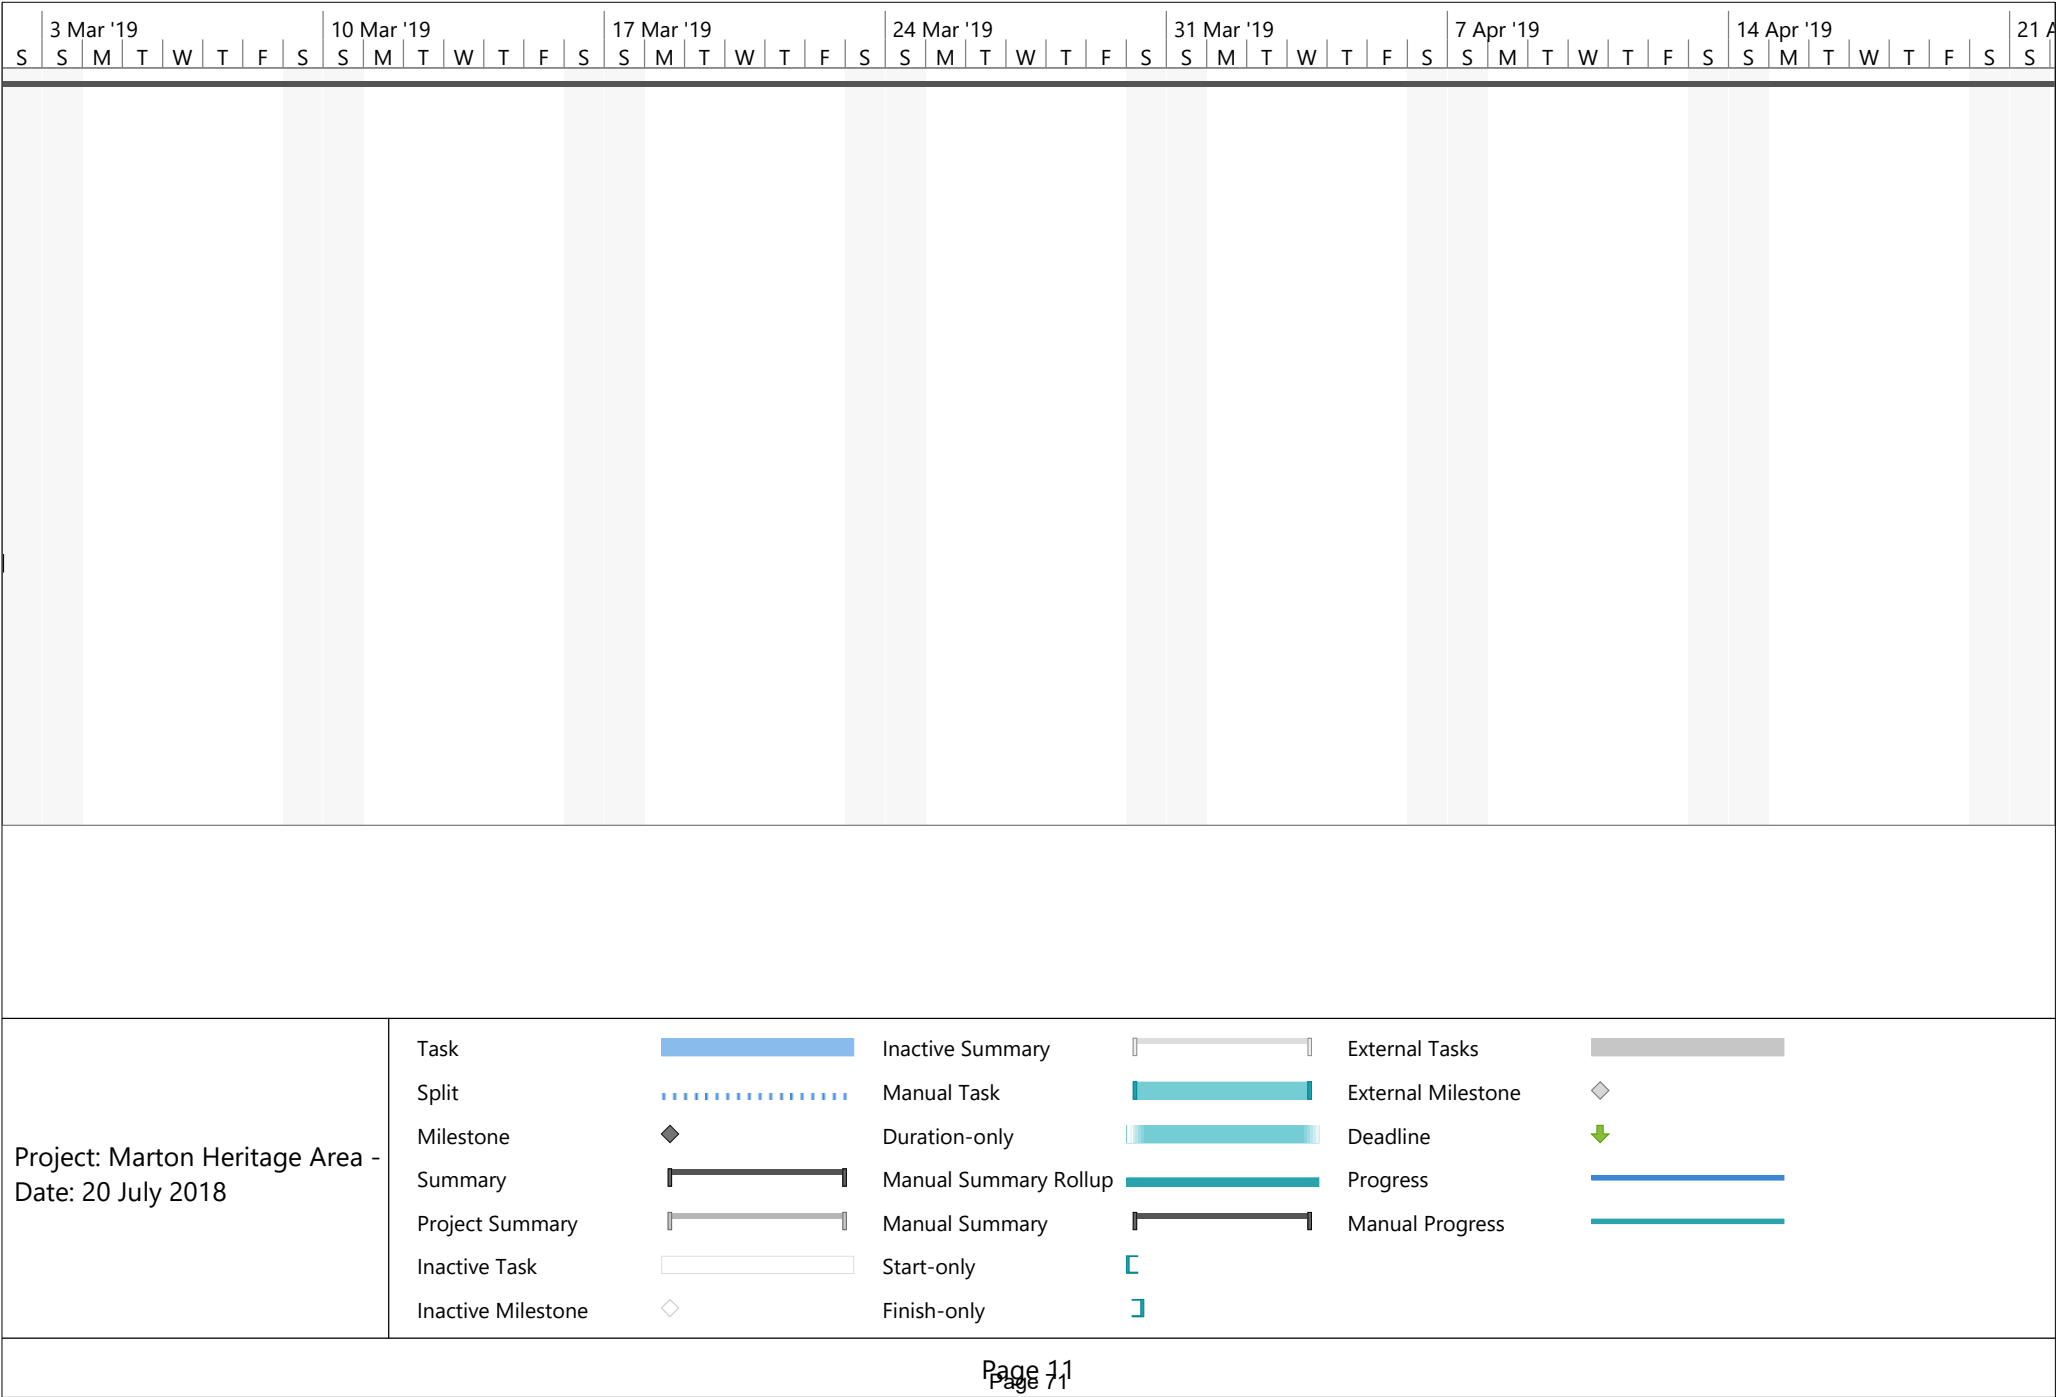 3 Mar '19 10 Mar '19 17 Mar '19 24 Mar '19 31 Mar '19 7 Apr '19 14 Apr '19 21 A
S S M T W T F S S M T W T F S S M T W T F S S M T W T F S S M T W T F S S M T W T F S S M T W T F S S
Project: Marton Heritage Area -
Date: 20 July 2018
Task
Split
Milestone
Summary
Project Summary
Inactive Task
Inactive Milestone
Inactive Summary
Manual Task
Duration-only
Manual Summary Rollup
Manual Summary
Start-only
Finish-only
External Tasks
External Milestone
Deadline
Progress
Manual Progress
Page 11
Page 71